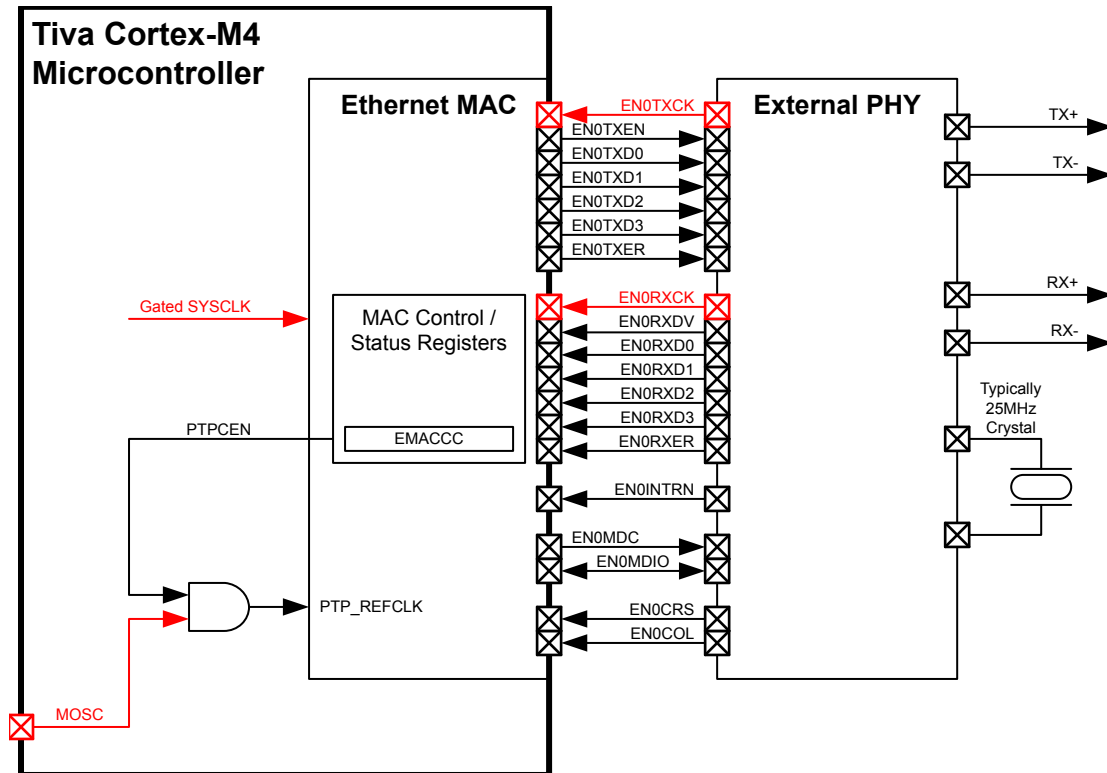 Tiva Cortex-M4
Microcontroller
Ethernet MAC
External PHY
EN0TXCK
EN0TXEN
EN0TXD0
EN0TXD1
EN0TXD2
EN0TXD3
EN0TXER
TX+
TX-
Gated SYSCLK
MAC Control /
Status Registers
EMACCC
EN0RXCK
EN0RXDV
EN0RXD0
EN0RXD1
EN0RXD2
EN0RXD3
EN0RXER
RX+
RX-
Typically
25MHz
Crystal
PTPCEN
EN0INTRN
EN0MDC
EN0MDIO
PTP_REFCLK
EN0CRS
EN0COL
MOSC